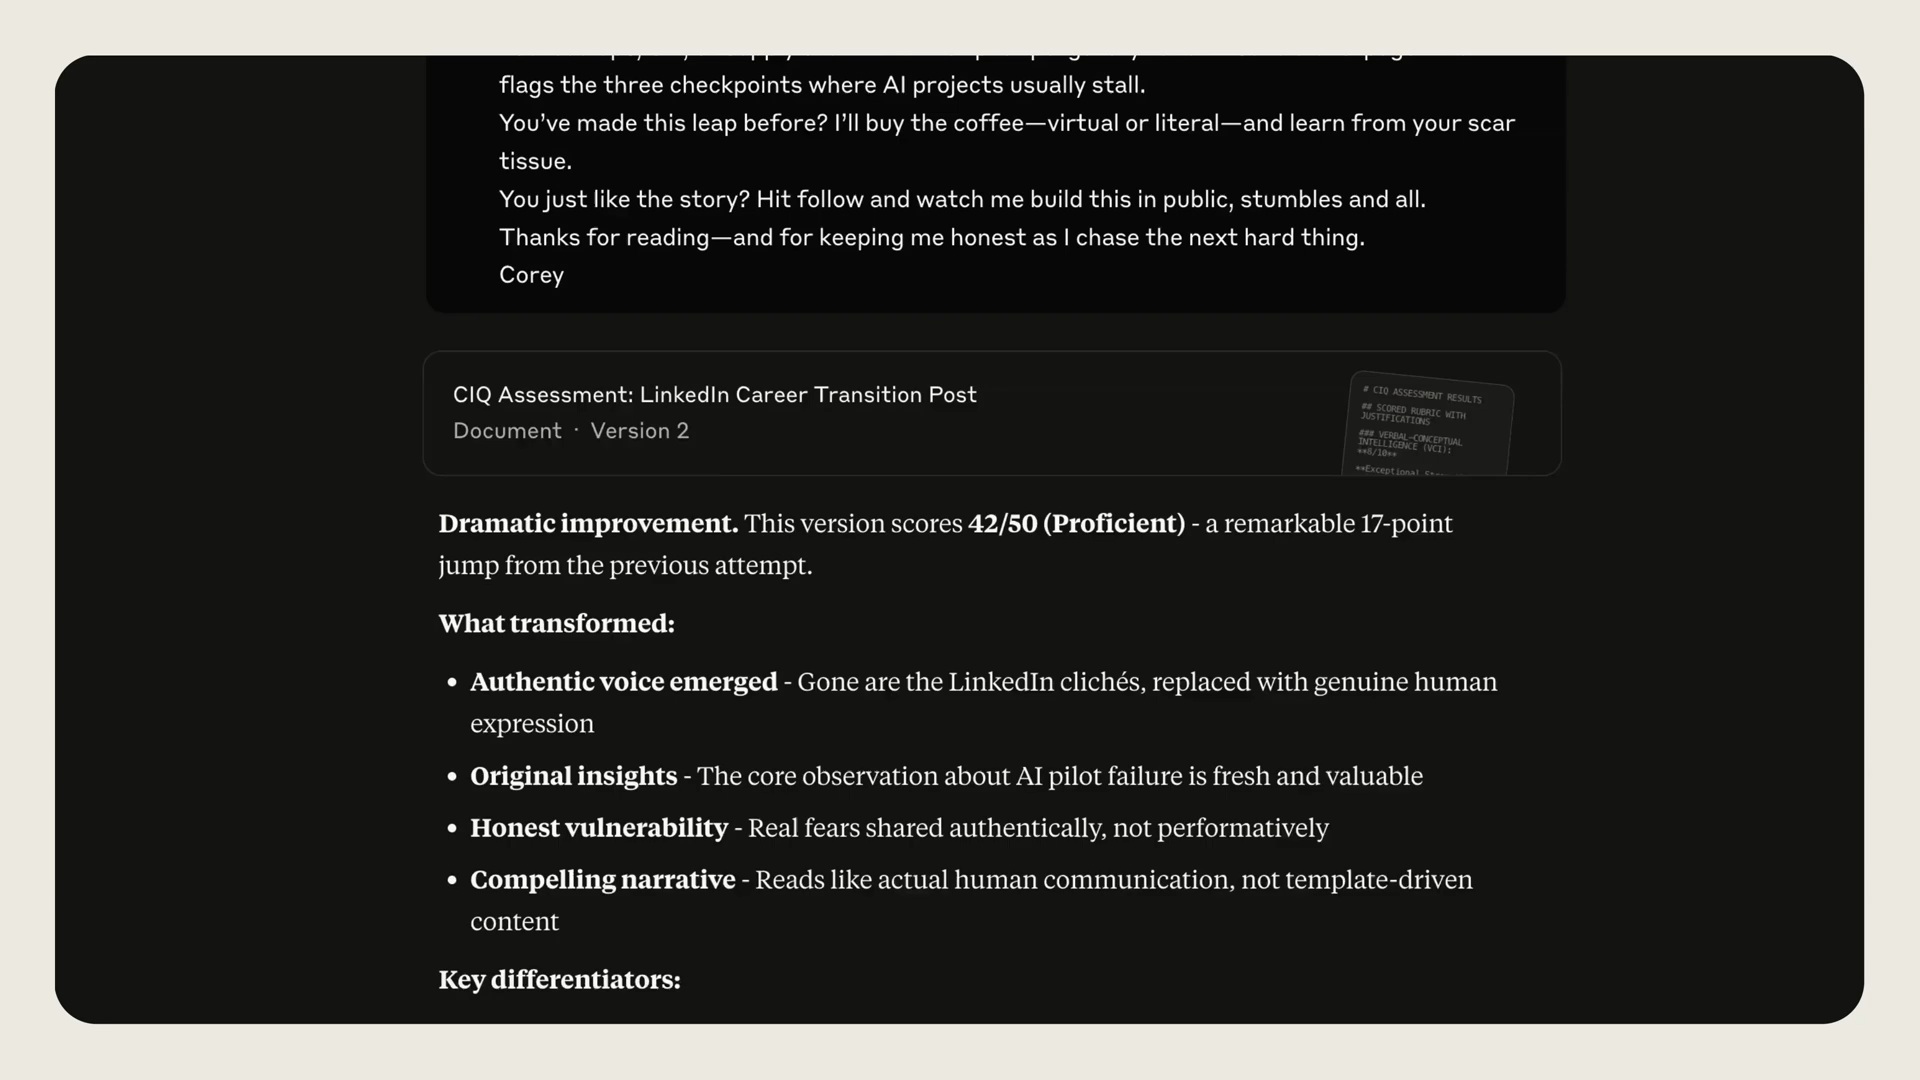 flags the three checkpoints where AI projects usually stall.
You’ve made this leap before? I’ll buy the coffee—virtual or literal—and learn from your scar
tissue.
You just like the story? Hit follow and watch me build this in public, stumbles and all.
Thanks for reading—and for keeping me honest as I chase the next hard thing.
Corey
CIQ Assessment: LinkedIn Career Transition Post
Document · Version 2
# CIQ ASSESSMENT RESULTS
## SCORED RUBRIC WITH
JUSTIFICATIONS
### VERBAL-CONCEPTUAL
INTELLIGENCE (VCI):
**8/10**
**Exceptional
Dramatic improvement. This version scores 42/50 (Proficient) - a remarkable 17-point
jump from the previous attempt.
What transformed:
• Authentic voice emerged - Gone are the LinkedIn clichés, replaced with genuine human
expression
• Original insights - The core observation about AI pilot failure is fresh and valuable
• Honest vulnerability - Real fears shared authentically, not performatively
• Compelling narrative - Reads like actual human communication, not template-driven
content
Key differentiators: